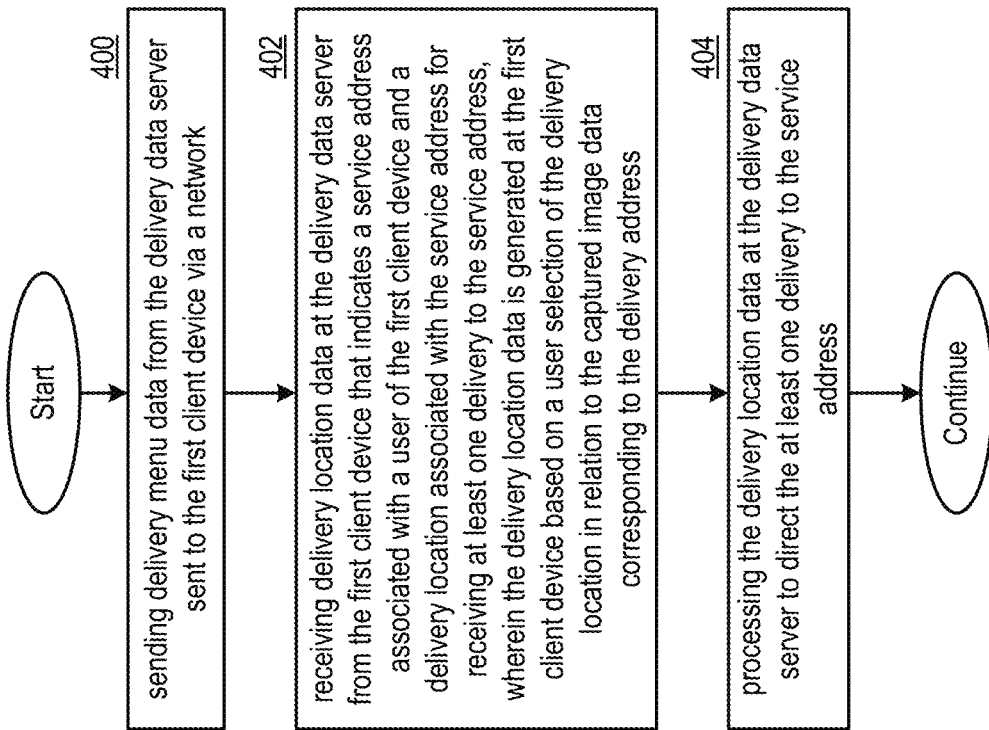 Start
400
sending delivery menu data from the delivery data server
sent to the first client device via a network
402
receiving delivery location data at the delivery data server
from the first client device that indicates a service address
associated with a user of the first client device and a
delivery location associated with the service address for
receiving at least one delivery to the service address,
wherein the delivery location data is generated at the first
client device based on a user selection of the delivery
location in relation to the captured image data
corresponding to the delivery address
404
processing the delivery location data at the delivery data
server to direct the at least one delivery to the service
address
Continue